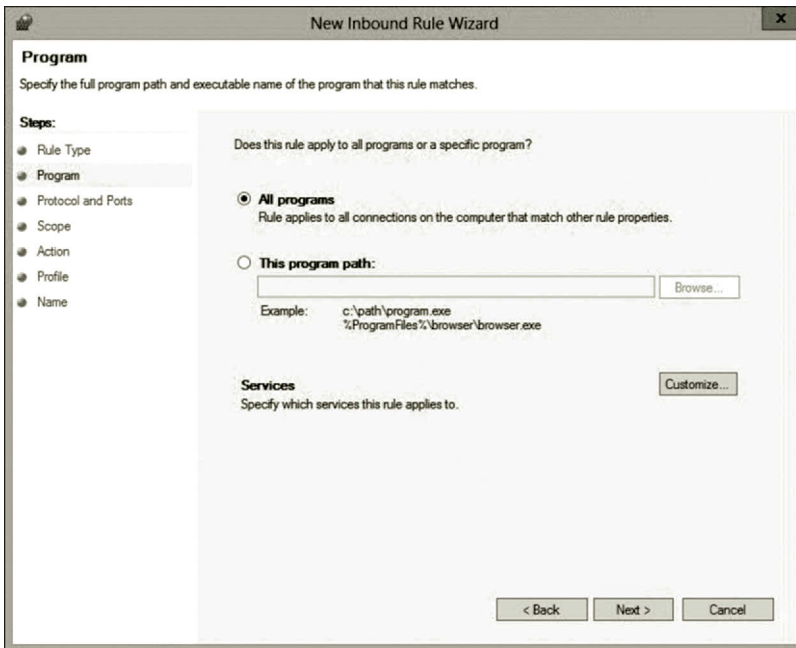 New Inbound Rule Wizard
x
Program
Specify the full program path and executable name of the program that this rule matches.
Steps:
Rule Type
Program
Protocol and Ports
Scope
Action
Profile
Name
Does this rule apply to all programs or a specific program?
All programs
Rule applies to all connections on the computer that match other rule properties.
This program path:
Browse...
Example: c:\path\program.exe
%ProgramFiles%\browser\browser.exe
Services
Customize...
Specify which services this rule applies to.
< Back Next > Cancel